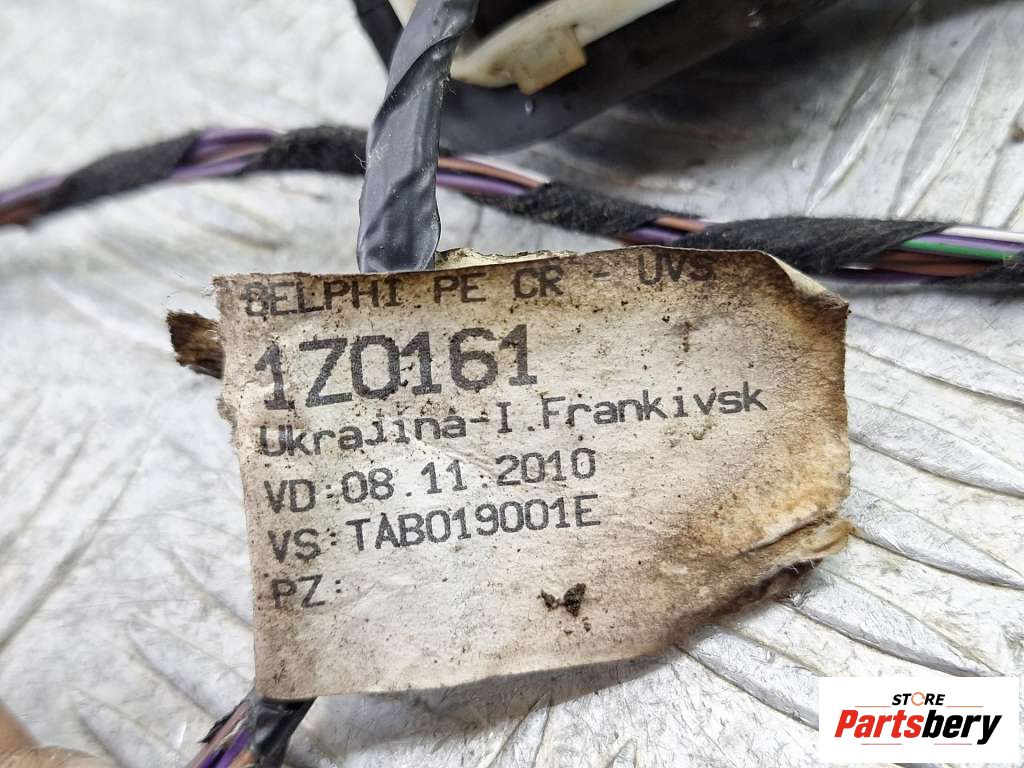 DELPHI PE CR - UVS
1Z0161
Ukrajina-I.Frankivsk
VD:08.11.2010
VS:TAB019001E
PZ:
STORE
Partsbery